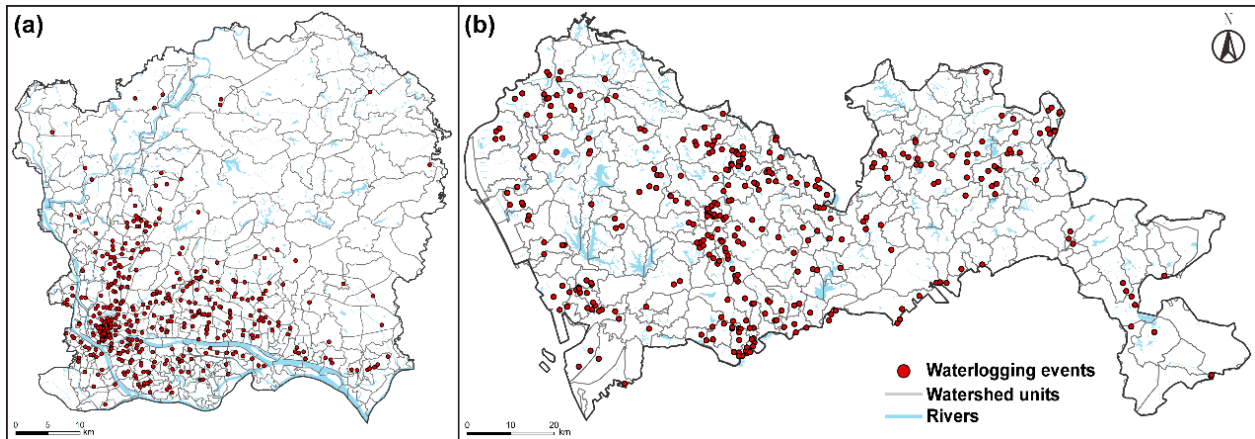 (a)
0 5 10
km
(b)
N
0 10 20
km
Waterlogging events
Watershed units
Rivers